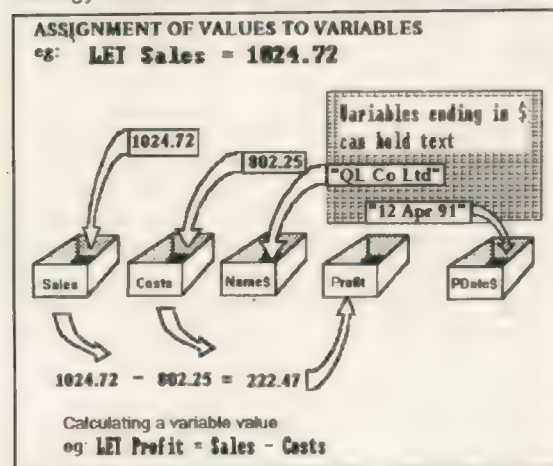 ASSIGNMENT OF VALUES TO VARIABLES
eg: LET Sales = 1024.72
Variables ending in $
can hold text
1024.72
802.25
"QL Co Ltd"
"12 Apr 91"
Sales
Costs
Name$
Profit
PDate$
1024.72 - 802.25 = 222.47
Calculating a variable value
eg: LET Profit = Sales - Costs